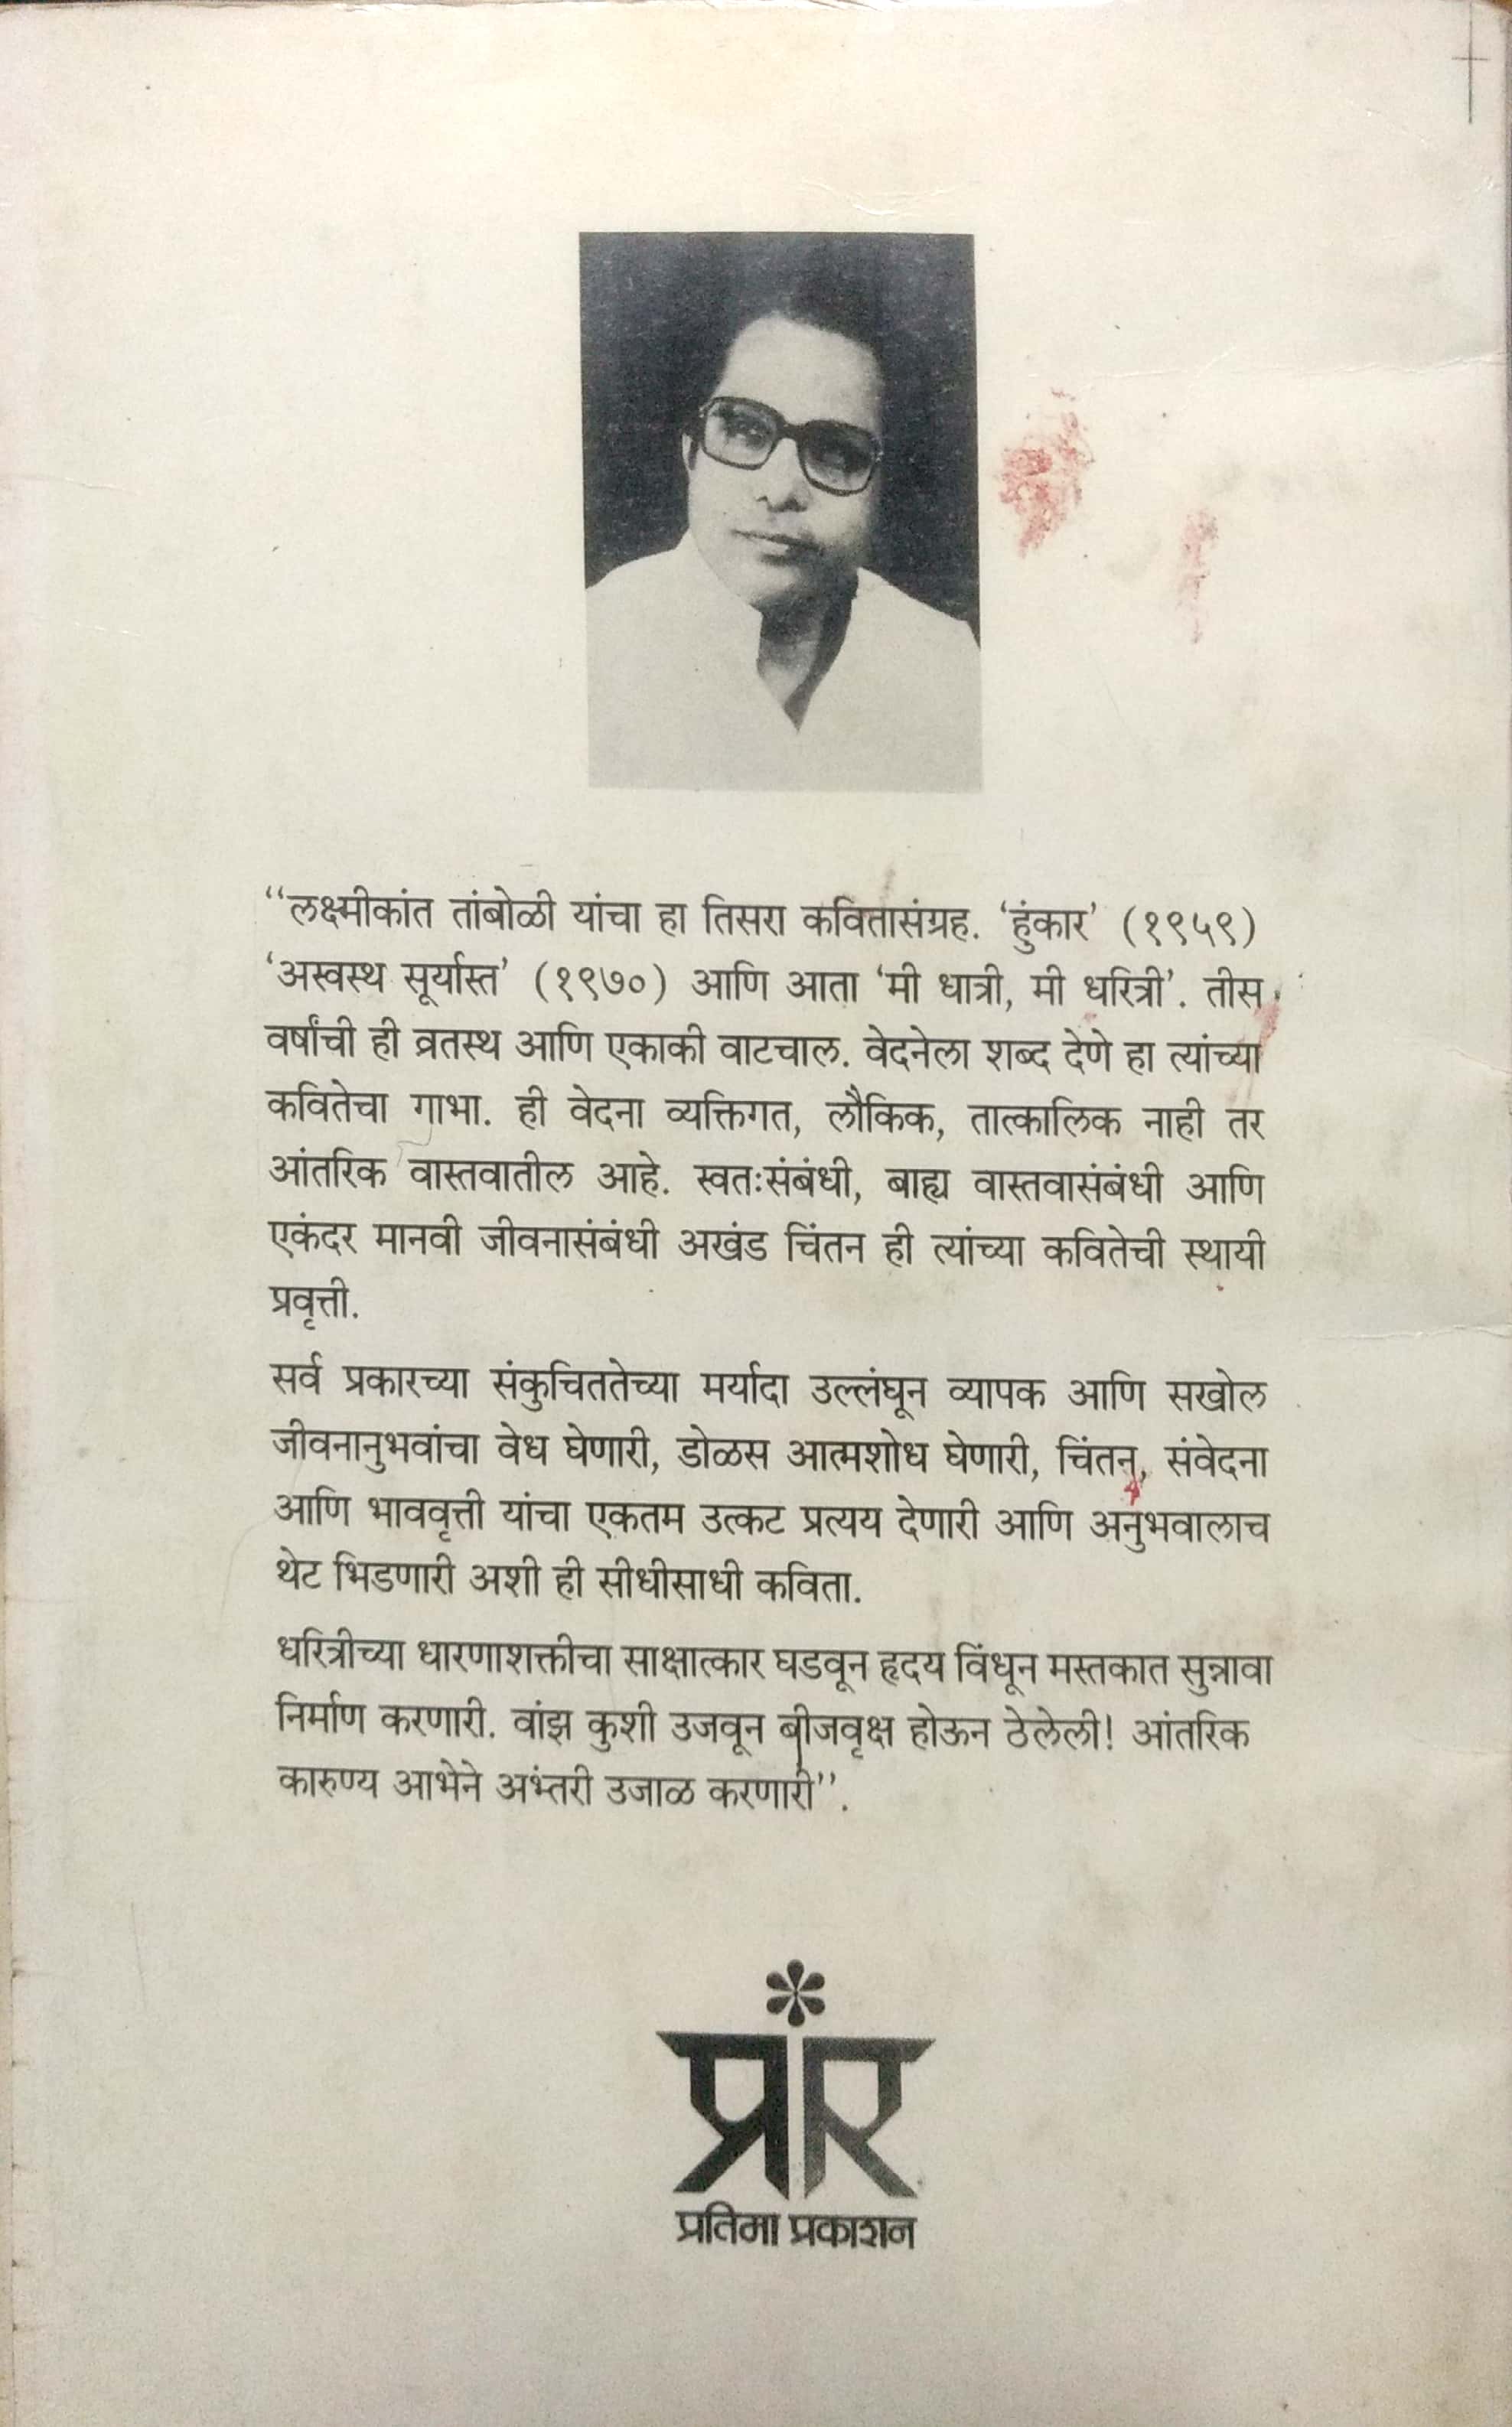 “लक्ष्मीकांत तांबोळी यांचा हा तिसरा कवितासंग्रह. ‘हुंकार’ (१९५९)
‘अस्वस्थ सूर्यास्त’ (१९७०) आणि आता ‘मी धात्री, मी धरित्री’. तीस
वर्षांची ही व्रतस्थ आणि एकाकी वाटचाल. वेदनेला शब्द देणे हा त्यांच्या
कवितेचा गाभा. ही वेदना व्यक्तिगत, लौकिक, तात्कालिक नाही तर
आंतरिक वास्तवातील आहे. स्वतःसंबंधी, बाह्य वास्तवासंबंधी आणि
एकंदर मानवी जीवनासंबंधी अखंड चिंतन ही त्यांच्या कवितेची स्थायी
प्रवृत्ती.
सर्व प्रकारच्या संकुचिततेच्या मर्यादा उल्लंघून व्यापक आणि सखोल
जीवनानुभवांचा वेध घेणारी, डोळस आत्मशोध घेणारी, चिंतन, संवेदना
आणि भाववृत्ती यांचा एकतम उत्कट प्रत्यय देणारी आणि अनुभवालाच
थेट भिडणारी अशी ही सीधीसाधी कविता.
धरित्रीच्या धारणाशक्तीचा साक्षात्कार घडवून हृदय विंधून मस्तकात सुन्नावा
निर्माण करणारी. वांझ कुशी उजवून बीजवृक्ष होऊन ठेलेली! आंतरिक
कारुण्य आभेने अभ्ंतरी उजाळ करणारी”.
प्रतिमा प्रकाशन